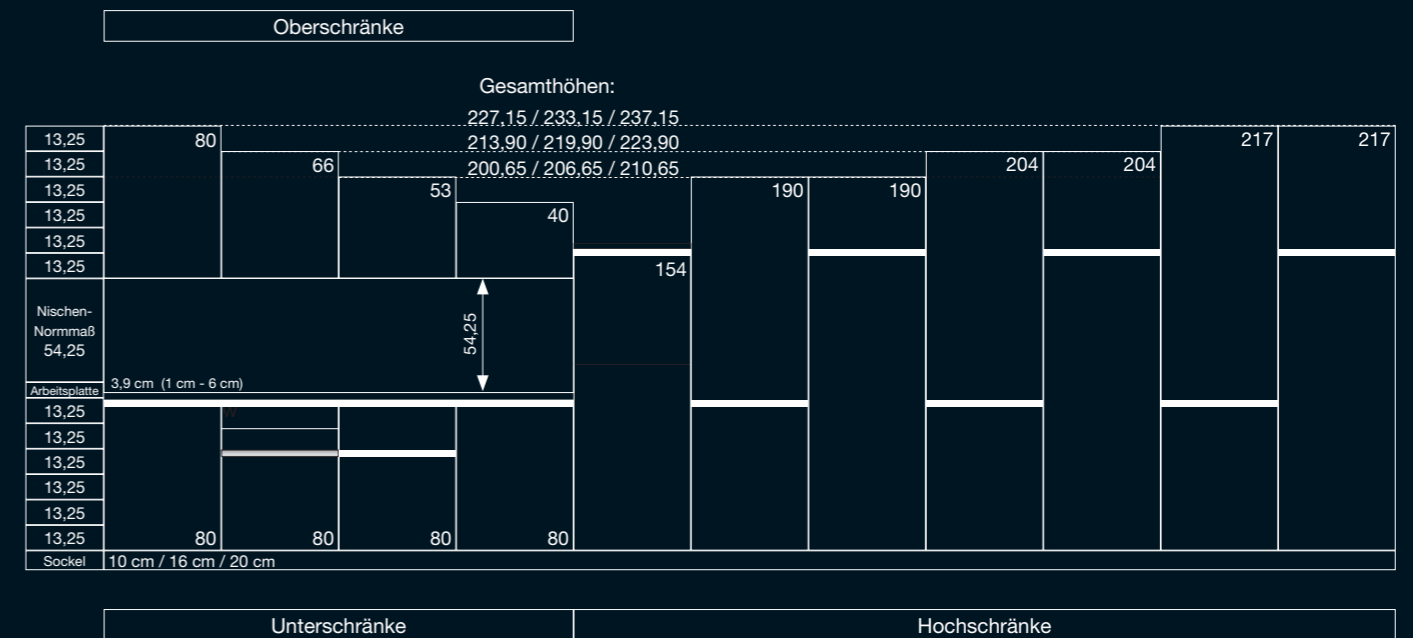 Oberschränke
Gesamthöhen:
227,15 / 233,15 / 237,15
213,90 / 219,90 / 223,90
200,65 / 206,65 / 210,65
13,25 80 217 217
13,25 66 204 204
13,25 53 190 190
13,25 40
13,25
13,25 154
Nischen-
Normmaß
54,25
54,25
Arbeitsplatte 3,9 cm (1 cm - 6 cm)
13,25 W
13,25
13,25
13,25
13,25
13,25 80 80 80 80
Sockel 10 cm / 16 cm / 20 cm
Unterschränke Hochschränke